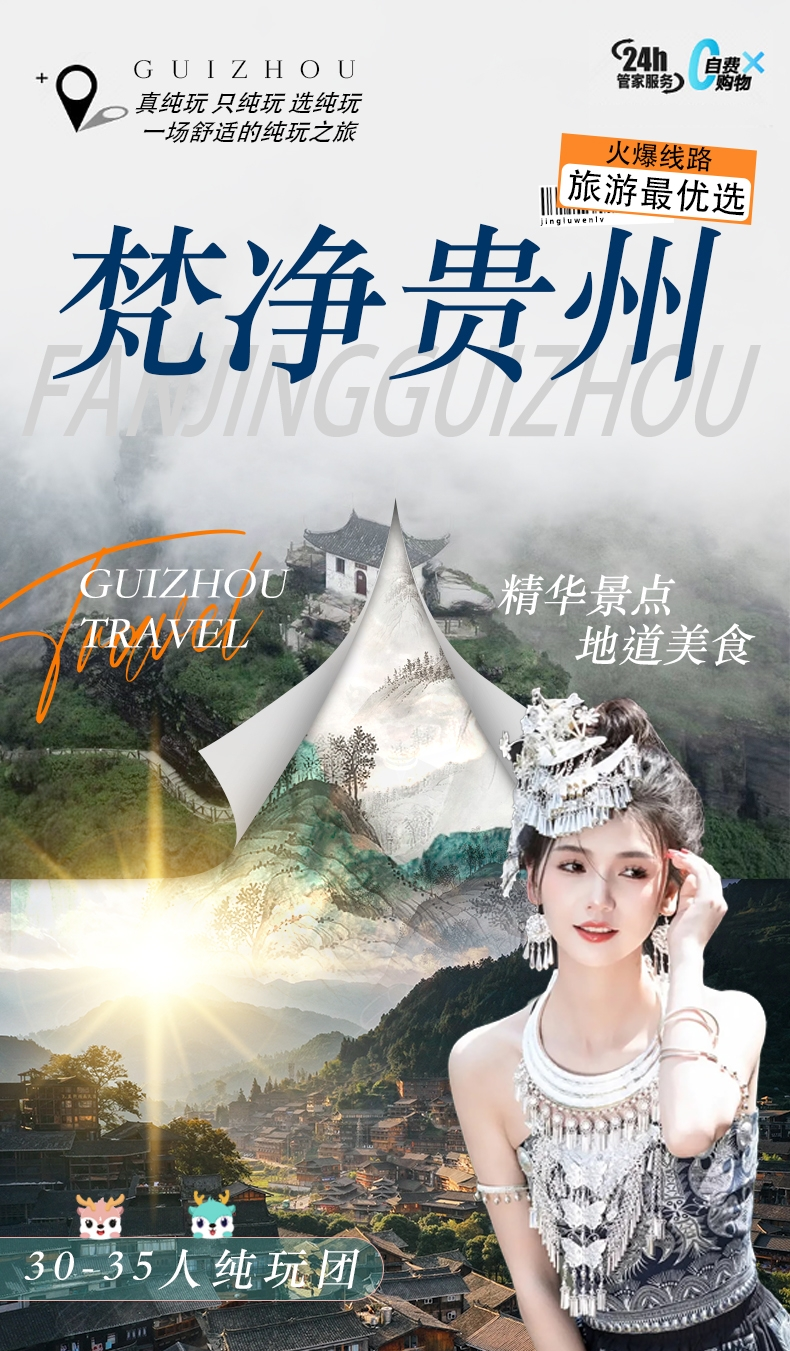 GUIZHOU
真纯玩 只纯玩 选纯玩
一场舒适的纯玩之旅
24h
管家服务
0自费
购物
火爆线路
旅游最优选
jingluwenlv
梵净贵州
FANJINGGUIZHOU
Travel
GUIZHOU
TRAVEL
精华景点
地道美食
30-35人纯玩团